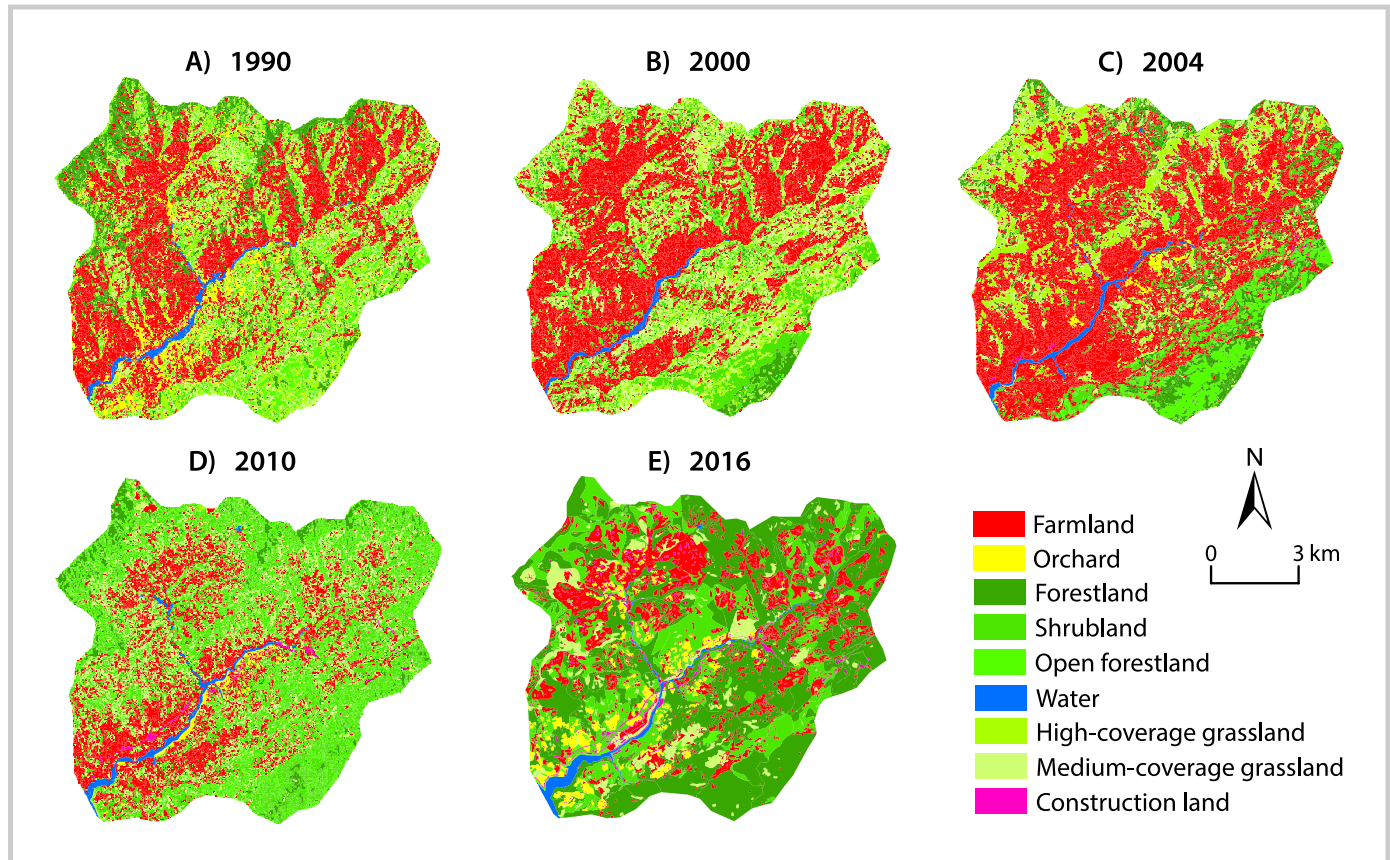 A) 1990
B) 2000
C) 2004
D) 2010
E) 2016
N
0 3 km
Farmland
Orchard
Forestland
Shrubland
Open forestland
Water
High-coverage grassland
Medium-coverage grassland
Construction land